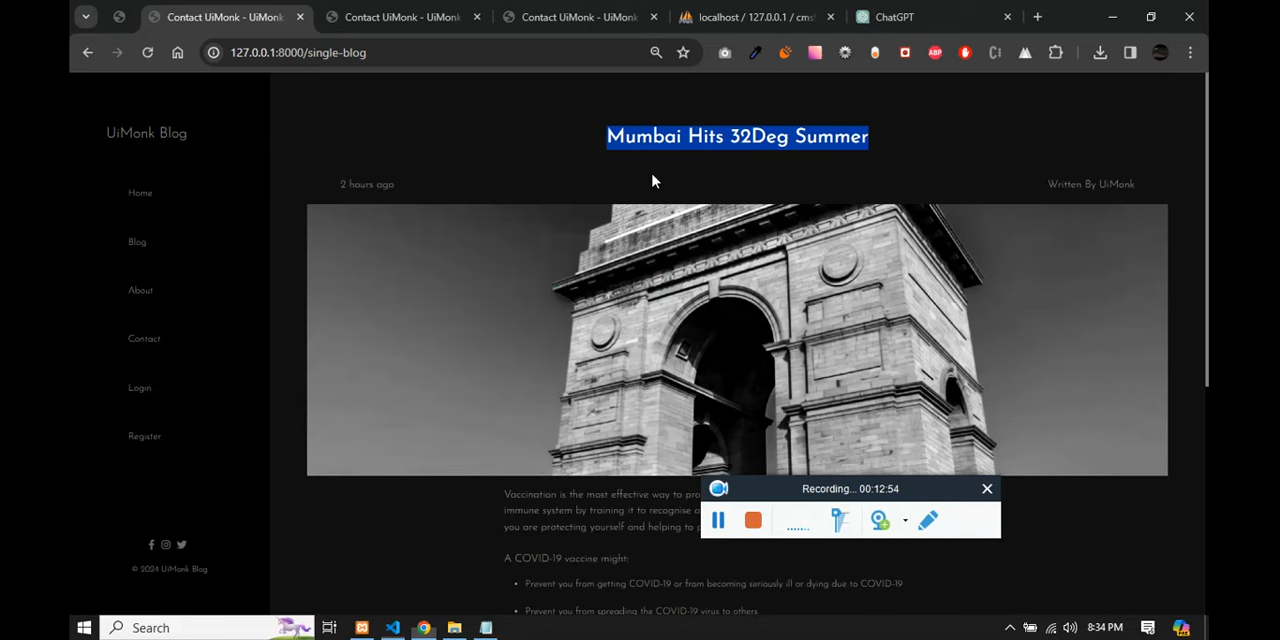 Contact UiMonk - UiMonk
Contact UiMonk - UiMonk
Contact UiMonk - UiMonk
localhost / 127.0.0.1 / cms
ChatGPT
127.0.0.1:8000/single-blog
ABP
UiMonk Blog
Home
Blog
About
Contact
Login
Register
© 2024 UiMonk Blog
Mumbai Hits 32Deg Summer
2 hours ago
Written By UiMonk
Vaccination is the most effective way to
immune system by training it to recognise
you are protecting yourself and helping to
A COVID-19 vaccine might:
• Prevent you from getting COVID-19 or from becoming seriously ill or dying due to COVID-19
• Prevent you from spreading the COVID-19 virus to others
Recording... 00:12:54
Search
8:34 PM